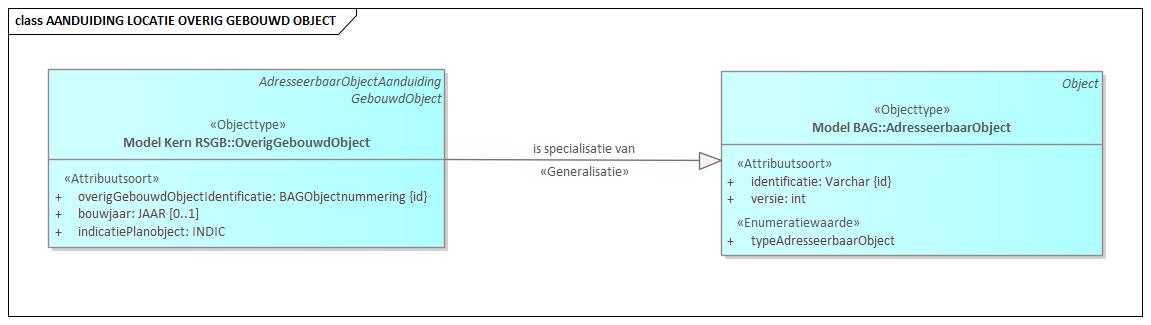 class AANDUIDING LOCATIE OVERIG GEBOUWD OBJECT
AdresseerbaarObjectAanduiding
GebouwdObject
«Objecttype»
Model Kern RSGB::OverigGebouwdObject
«Attribuutsoort»
+ overigGebouwdObjectIdentificatie: BAGObjectnummering {id}
+ bouwjaar: JAAR [0..1]
+ indicatiePlanobject: INDIC
is specialisatie van
«Generalisatie»
Object
«Objecttype»
Model BAG::AdresseerbaarObject
«Attribuutsoort»
+ identificatie: Varchar {id}
+ versie: int
«Enumeratiewaarde»
+ typeAdresseerbaarObject